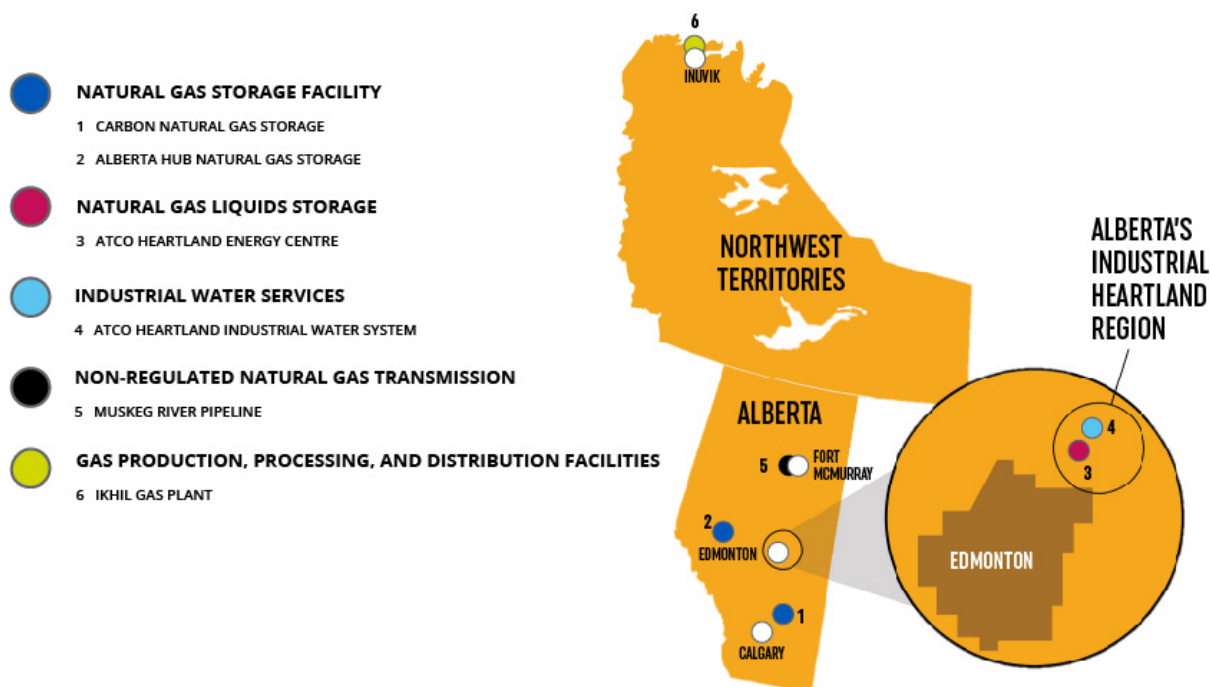 NATURAL GAS STORAGE FACILITY
1 CARBON NATURAL GAS STORAGE
2 ALBERTA HUB NATURAL GAS STORAGE
NATURAL GAS LIQUIDS STORAGE
3 ATCO HEARTLAND ENERGY CENTRE
INDUSTRIAL WATER SERVICES
4 ATCO HEARTLAND INDUSTRIAL WATER SYSTEM
NON-REGULATED NATURAL GAS TRANSMISSION
5 MUSKEG RIVER PIPELINE
GAS PRODUCTION, PROCESSING, AND DISTRIBUTION FACILITIES
6 IKHIL GAS PLANT
6
INUVIK
NORTHWEST
TERRITORIES
ALBERTA
5
FORT
MCMURRAY
2
EDMONTON
1
CALGARY
ALBERTA'S
INDUSTRIAL
HEARTLAND
REGION
4
3
EDMONTON